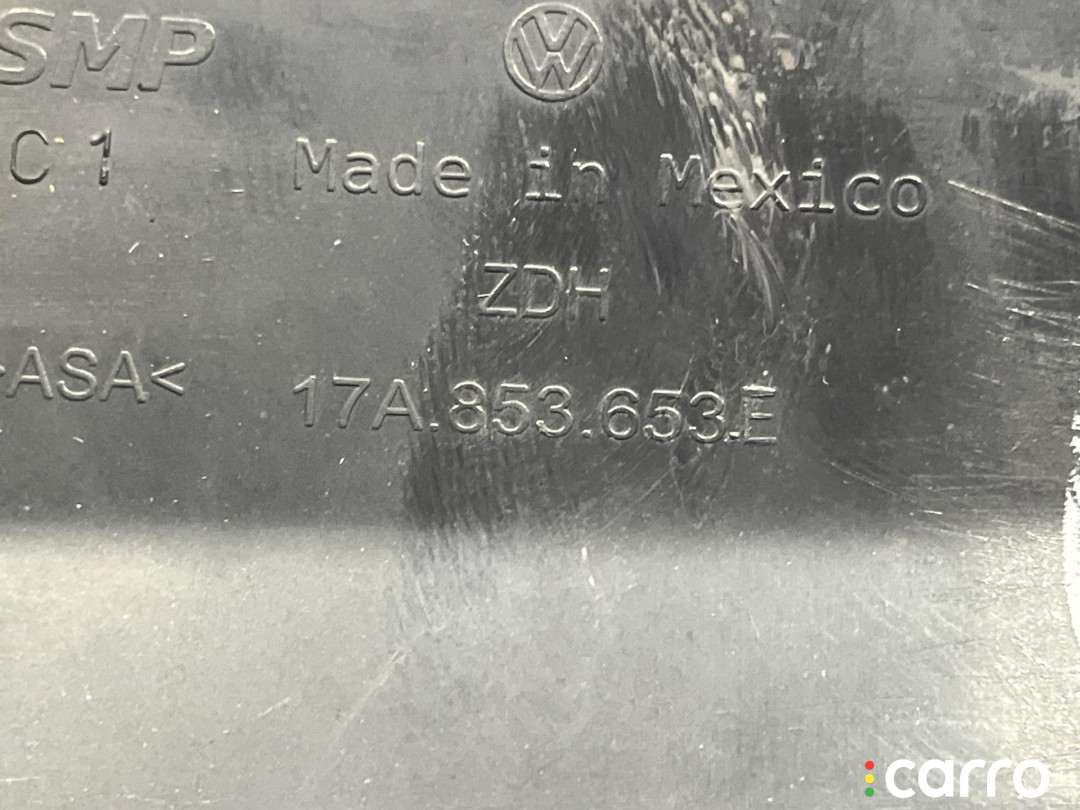 SMP
C 1
Made in Mexico
ZDH
>ASA<
17A.853.653.E
carro